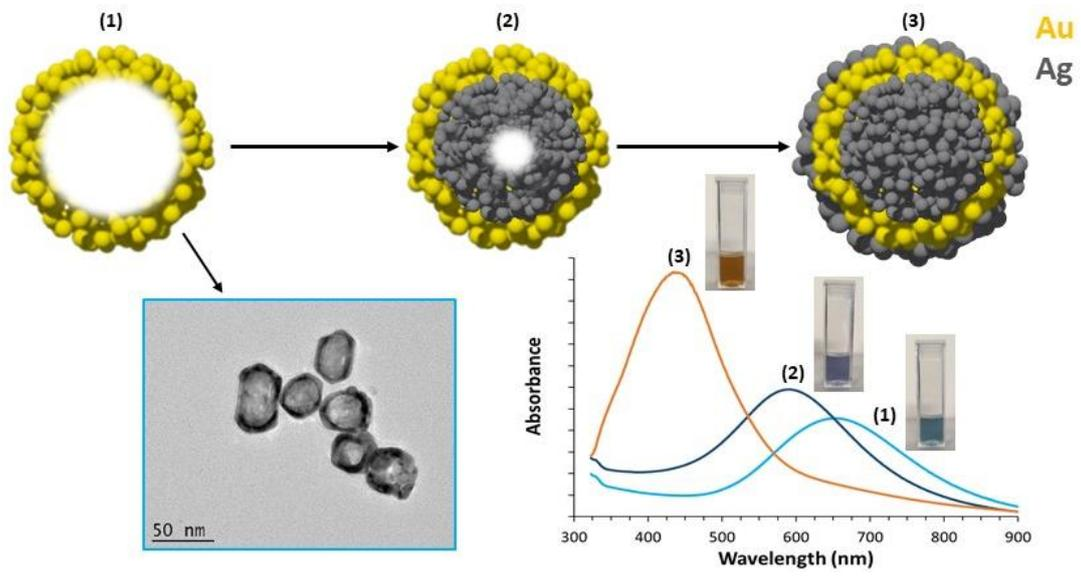 (1)
(2)
(3)
Au
Ag
50 nm
Absorbance
(3)
(2)
(1)
300 400 500 600 700 800 900
Wavelength (nm)